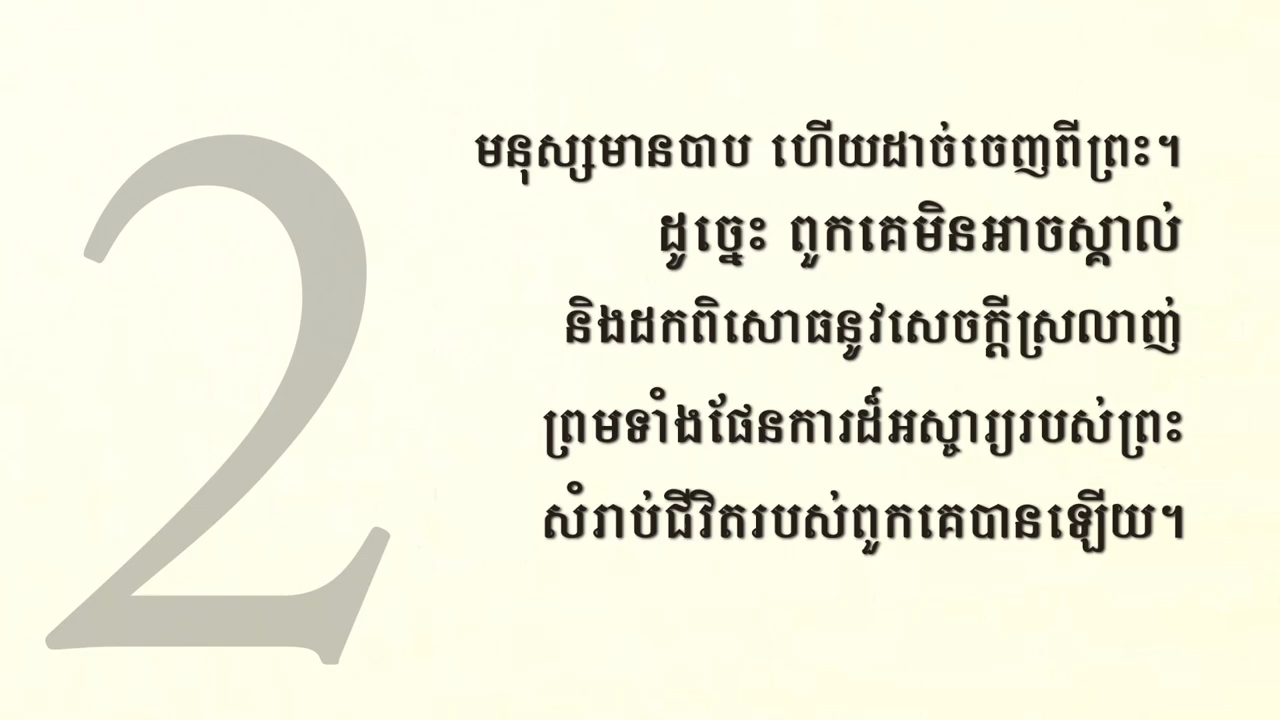 2
មនុស្សមានបាប ហើយដាច់ចេញពីព្រះ។
ដូច្នេះ ពួកគេមិនអាចស្គាល់
និងដកពិសោធនូវសេចក្ដីស្រលាញ់
ព្រមទាំងផែនការដ៏អស្ចារ្យរបស់ព្រះ
សំរាប់ជីវិតរបស់ពួកគេបានឡើយ។